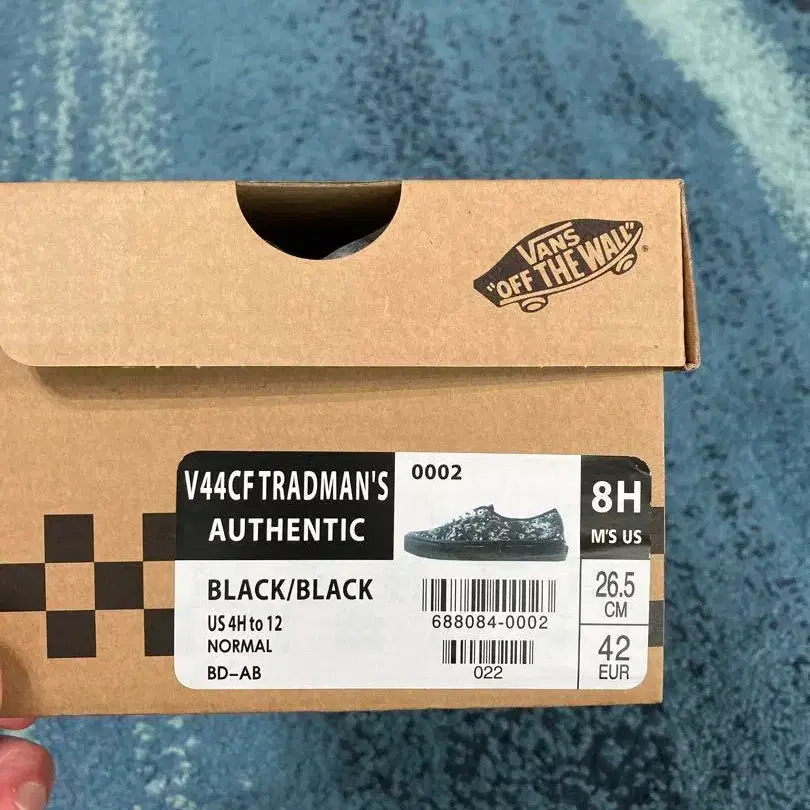 VANS
"OFF THE WALL"
V44CF TRADMAN'S
AUTHENTIC
0002
8H
M'S US
BLACK/BLACK
US 4H to 12
NORMAL
BD-AB
688084-0002
022
26.5
CM
42
EUR